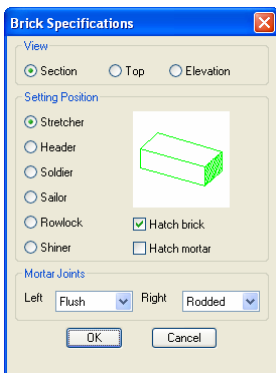 Brick Specifications
View
Section Top Elevation
Setting Position
Stretcher
Header
Soldier
Sailor
Rowlock
Shiner
Hatch brick
Hatch mortar
Mortar Joints
Left Flush Right Rodded
OK Cancel